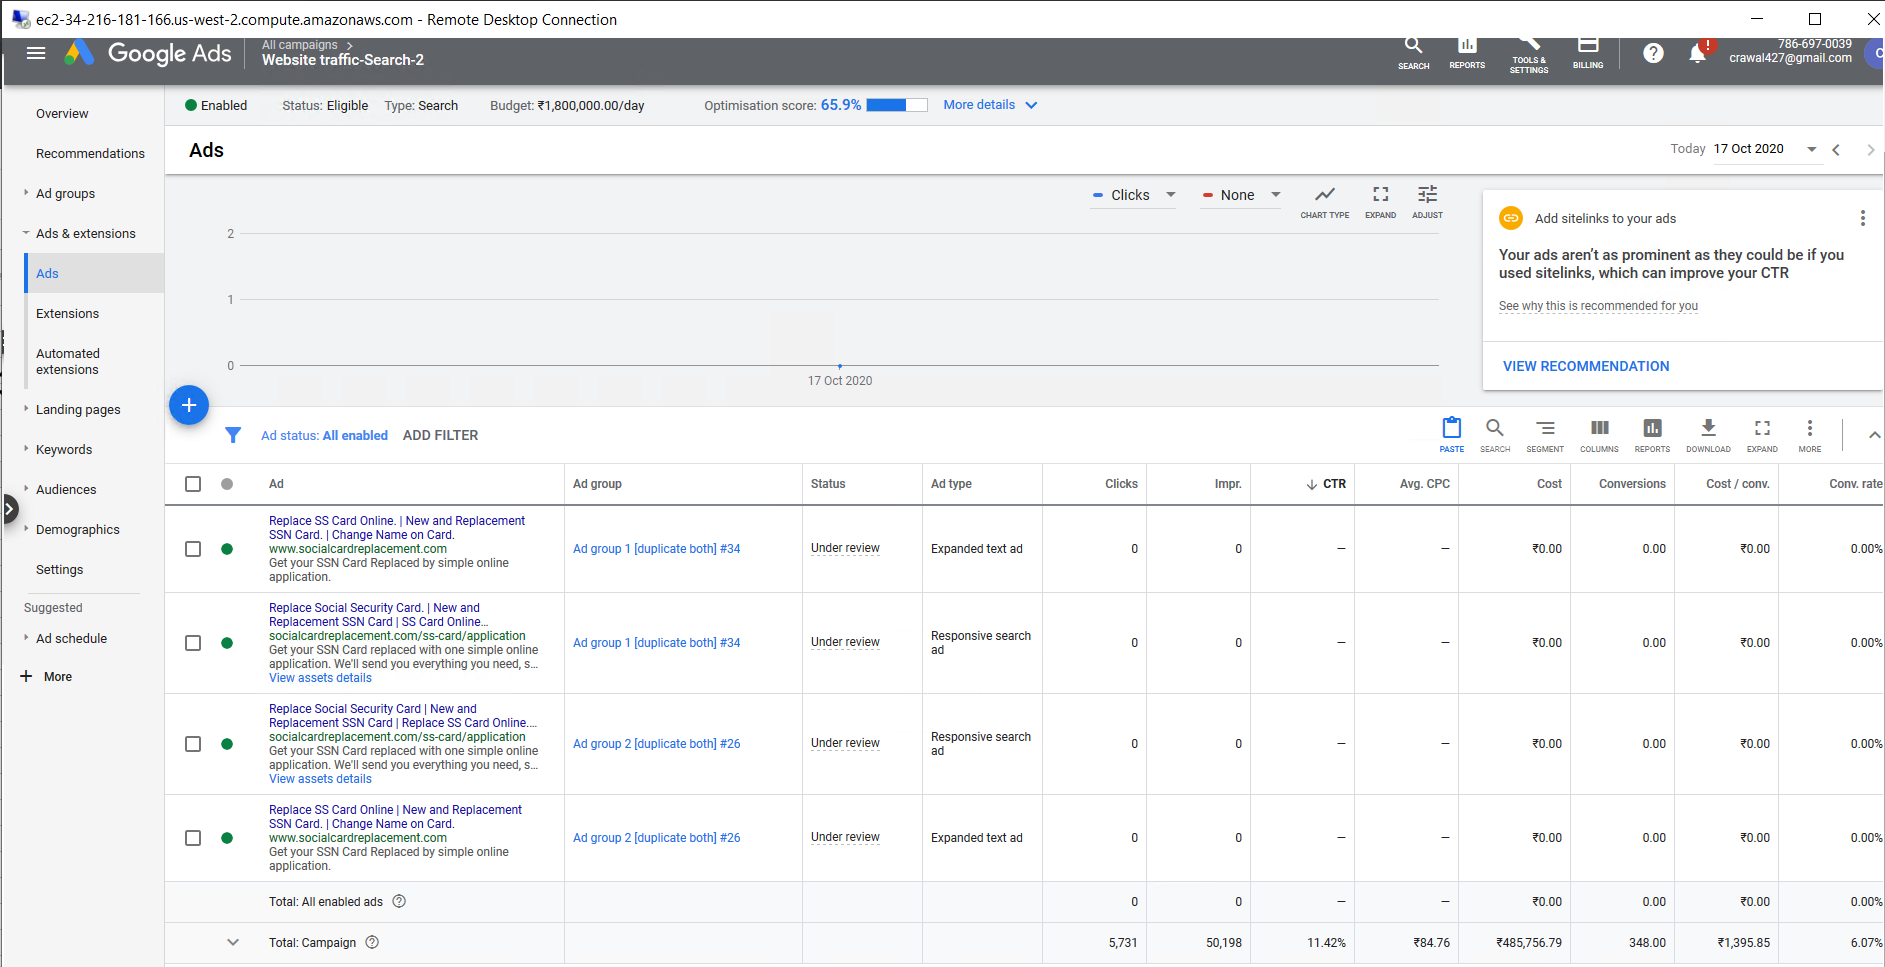 ec2-34-216-181-166.us-west-2.compute.amazonaws.com - Remote Desktop Connection
Google Ads
All campaigns
Website traffic-Search-2
SEARCH
REPORTS
TOOLS &
SETTINGS
BILLING
786-697-0039
crawal427@gmail.com
Overview
Recommendations
Ad groups
Ads & extensions
Ads
Extensions
Automated
extensions
Landing pages
Keywords
Audiences
Demographics
Settings
Suggested
Ad schedule
More
Enabled Status: Eligible Type: Search Budget: ₹1,800,000.00/day Optimisation score: 65.9% More details
Ads
Today 17 Oct 2020
Clicks None
CHART TYPE EXPAND ADJUST
2
1
0
17 Oct 2020
Add sitelinks to your ads
Your ads aren’t as prominent as they could be if you
used sitelinks, which can improve your CTR
See why this is recommended for you
VIEW RECOMMENDATION
Ad status: All enabled ADD FILTER
PASTE SEARCH SEGMENT COLUMNS REPORTS DOWNLOAD EXPAND MORE
Ad Ad group Status Ad type Clicks Impr. CTR Avg. CPC Cost Conversions Cost / conv. Conv. rate
Replace SS Card Online. | New and Replacement
SSN Card. | Change Name on Card.
www.socialcardreplacement.com
Get your SSN Card Replaced by simple online
application.
Ad group 1 [duplicate both] #34 Under review Expanded text ad 0 0 — — ₹0.00 0.00 ₹0.00 0.00%
Replace Social Security Card. | New and
Replacement SSN Card | SS Card Online…
socialcardreplacement.com/ss-card/application
Get your SSN Card replaced with one simple online
application. We'll send you everything you need, s…
View assets details
Ad group 1 [duplicate both] #34 Under review Responsive search
ad
0 0 — — ₹0.00 0.00 ₹0.00 0.00%
Replace Social Security Card | New and
Replacement SSN Card | Replace SS Card Online.…
socialcardreplacement.com/ss-card/application
Get your SSN Card replaced with one simple online
application. We'll send you everything you need, s…
View assets details
Ad group 2 [duplicate both] #26 Under review Responsive search
ad
0 0 — — ₹0.00 0.00 ₹0.00 0.00%
Replace SS Card Online | New and Replacement
SSN Card. | Change Name on Card.
www.socialcardreplacement.com
Get your SSN Card Replaced by simple online
application.
Ad group 2 [duplicate both] #26 Under review Expanded text ad 0 0 — — ₹0.00 0.00 ₹0.00 0.00%
Total: All enabled ads 0 0 — — ₹0.00 0.00 ₹0.00 0.00%
Total: Campaign 5,731 50,198 11.42% ₹84.76 ₹485,756.79 348.00 ₹1,395.85 6.07%